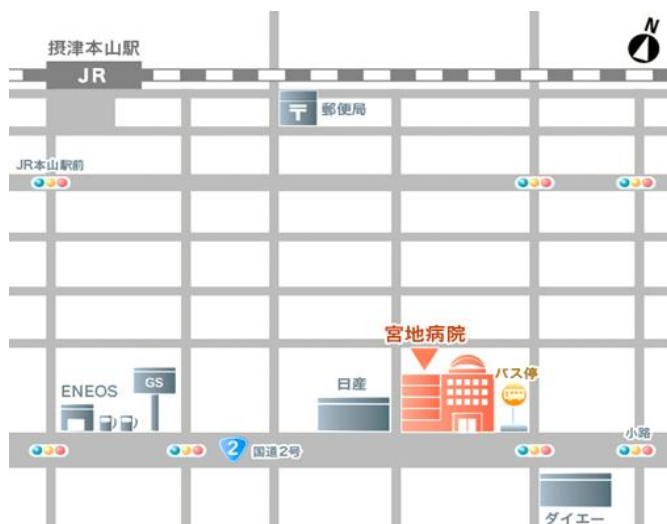 N
摂津本山駅
JR
〒 郵便局
JR本山駅前
宮地病院
バス停
日産
GS
ENEOS
小路
2 国道2号
ダイエー